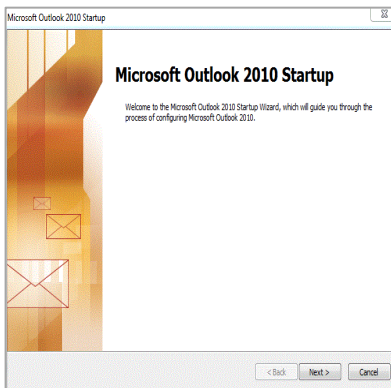 Microsoft Outlook 2010 Startup
Microsoft Outlook 2010 Startup
Welcome to the Microsoft Outlook 2010 Startup Wizard, which will guide you through the
process of configuring Microsoft Outlook 2010.
< Back Next > Cancel